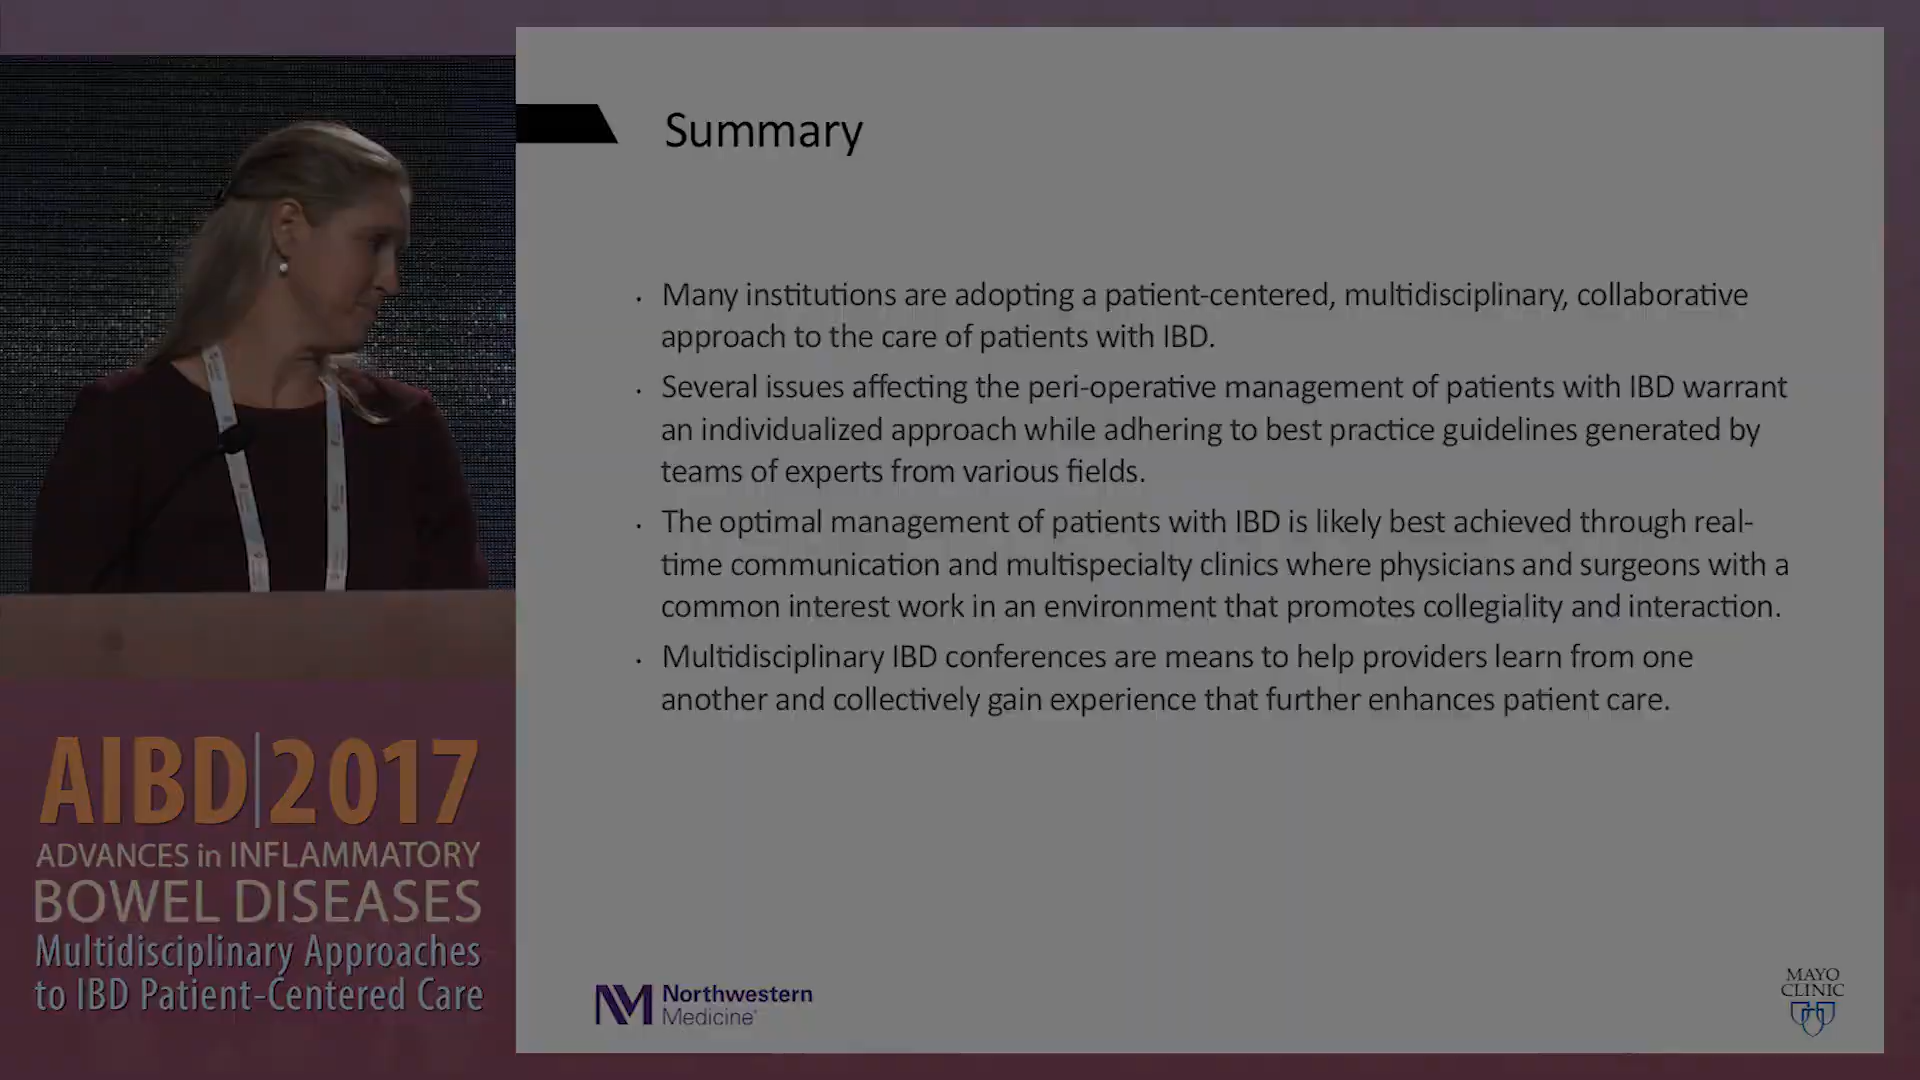 Summary
• Many institutions are adopting a patient-centered, multidisciplinary, collaborative
approach to the care of patients with IBD.
• Several issues affecting the peri-operative management of patients with IBD warrant
an individualized approach while adhering to best practice guidelines generated by
teams of experts from various fields.
• The optimal management of patients with IBD is likely best achieved through real-
time communication and multispecialty clinics where physicians and surgeons with a
common interest work in an environment that promotes collegiality and interaction.
• Multidisciplinary IBD conferences are means to help providers learn from one
another and collectively gain experience that further enhances patient care.
AIBD|2017
ADVANCES in INFLAMMATORY
BOWEL DISEASES
Multidisciplinary Approaches
to IBD Patient-Centered Care
NM Northwestern
Medicine
MAYO
CLINIC